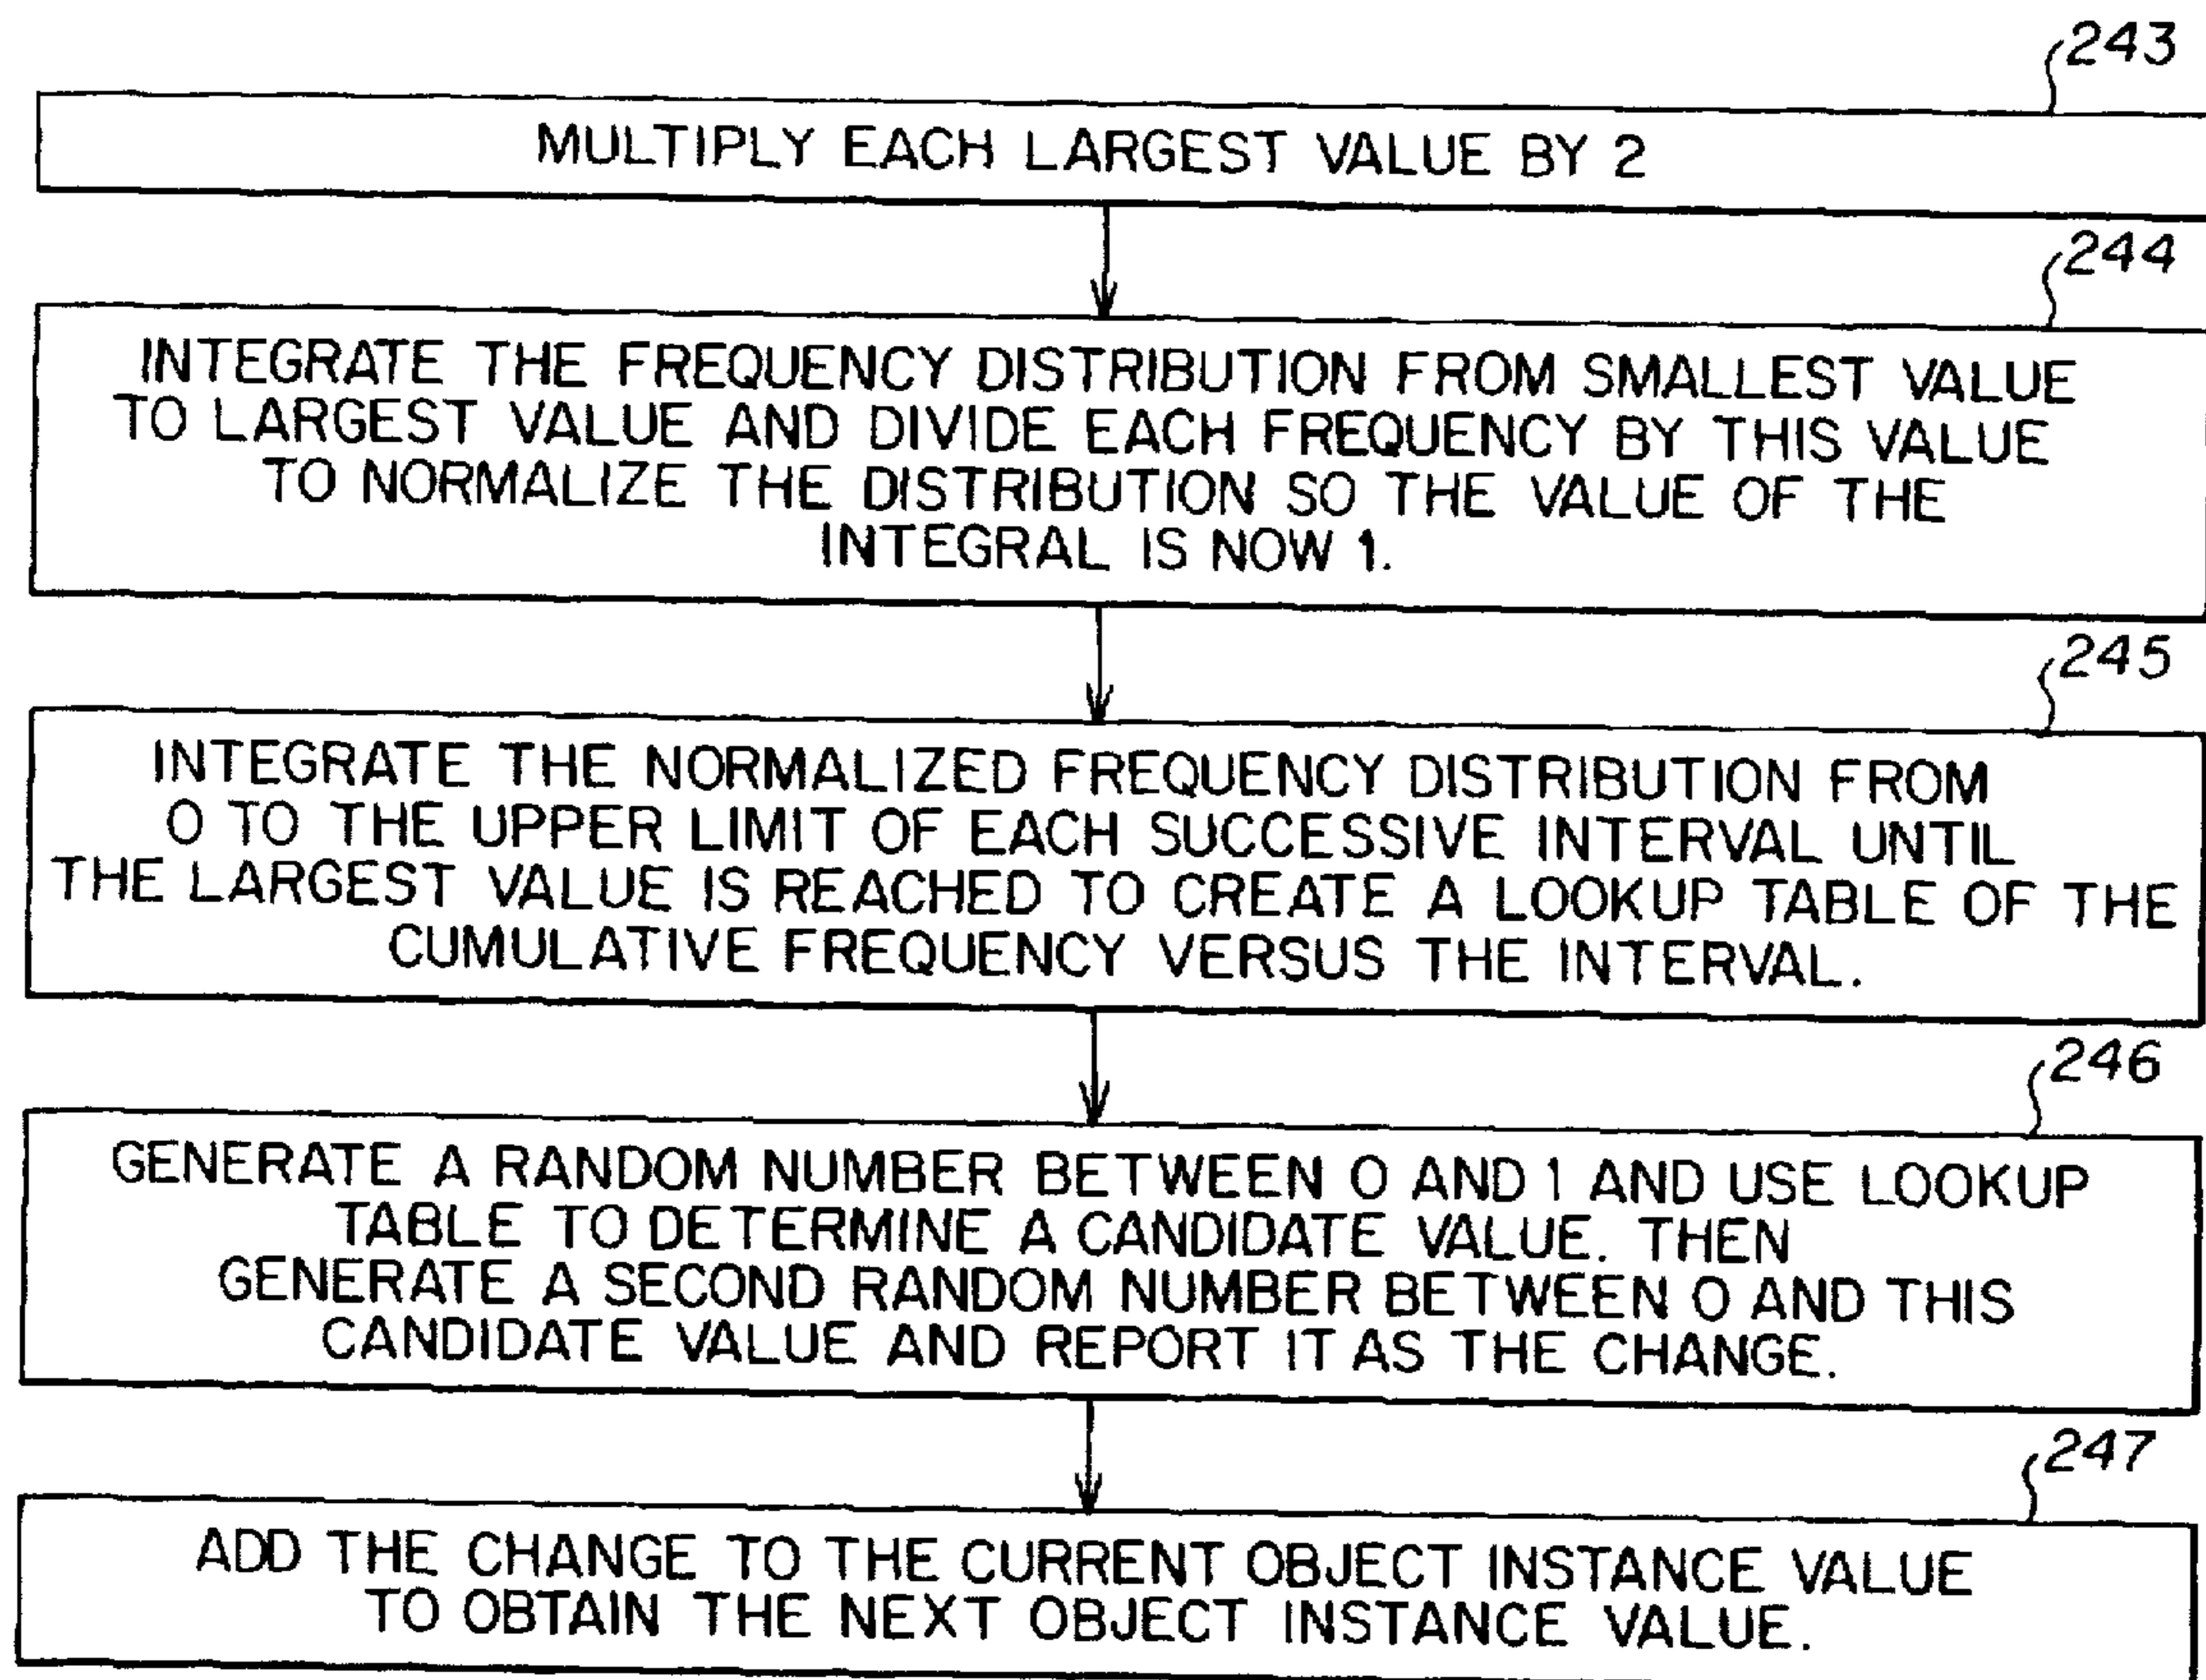 243
MULTIPLY EACH LARGEST VALUE BY 2
244
INTEGRATE THE FREQUENCY DISTRIBUTION FROM SMALLEST VALUE
TO LARGEST VALUE AND DIVIDE EACH FREQUENCY BY THIS VALUE
TO NORMALIZE THE DISTRIBUTION SO THE VALUE OF THE
INTEGRAL IS NOW 1.
245
INTEGRATE THE NORMALIZED FREQUENCY DISTRIBUTION FROM
0 TO THE UPPER LIMIT OF EACH SUCCESSIVE INTERVAL UNTIL
THE LARGEST VALUE IS REACHED TO CREATE A LOOKUP TABLE OF THE
CUMULATIVE FREQUENCY VERSUS THE INTERVAL.
246
GENERATE A RANDOM NUMBER BETWEEN 0 AND 1 AND USE LOOKUP
TABLE TO DETERMINE A CANDIDATE VALUE. THEN
GENERATE A SECOND RANDOM NUMBER BETWEEN 0 AND THIS
CANDIDATE VALUE AND REPORT IT AS THE CHANGE.
247
ADD THE CHANGE TO THE CURRENT OBJECT INSTANCE VALUE
TO OBTAIN THE NEXT OBJECT INSTANCE VALUE.